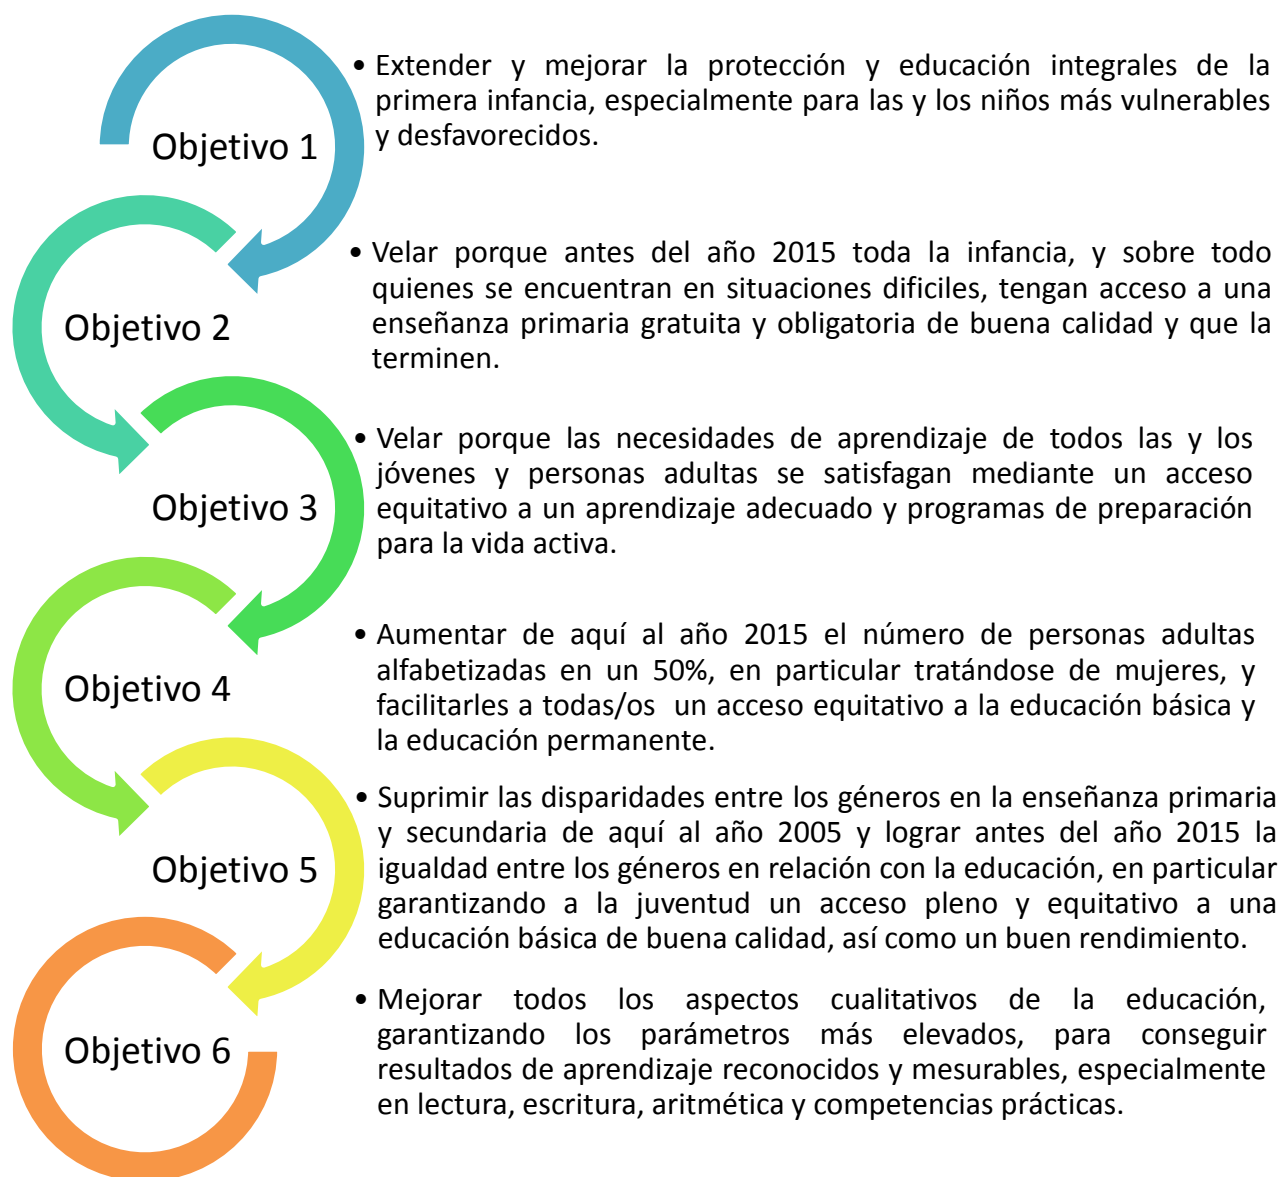 Objetivo 1
• Extender y mejorar la protección y educación integrales de la
primera infancia, especialmente para las y los niños más vulnerables
y desfavorecidos.
Objetivo 2
• Velar porque antes del año 2015 toda la infancia, y sobre todo
quienes se encuentran en situaciones dificiles, tengan acceso a una
enseñanza primaria gratuita y obligatoria de buena calidad y que la
terminen.
Objetivo 3
• Velar porque las necesidades de aprendizaje de todos las y los
jóvenes y personas adultas se satisfagan mediante un acceso
equitativo a un aprendizaje adecuado y programas de preparación
para la vida activa.
Objetivo 4
• Aumentar de aquí al año 2015 el número de personas adultas
alfabetizadas en un 50%, en particular tratándose de mujeres, y
facilitarles a todas/os un acceso equitativo a la educación básica y
la educación permanente.
Objetivo 5
• Suprimir las disparidades entre los géneros en la enseñanza primaria
y secundaria de aquí al año 2005 y lograr antes del año 2015 la
igualdad entre los géneros en relación con la educación, en particular
garantizando a la juventud un acceso pleno y equitativo a una
educación básica de buena calidad, así como un buen rendimiento.
Objetivo 6
• Mejorar todos los aspectos cualitativos de la educación,
garantizando los parámetros más elevados, para conseguir
resultados de aprendizaje reconocidos y mesurables, especialmente
en lectura, escritura, aritmética y competencias prácticas.